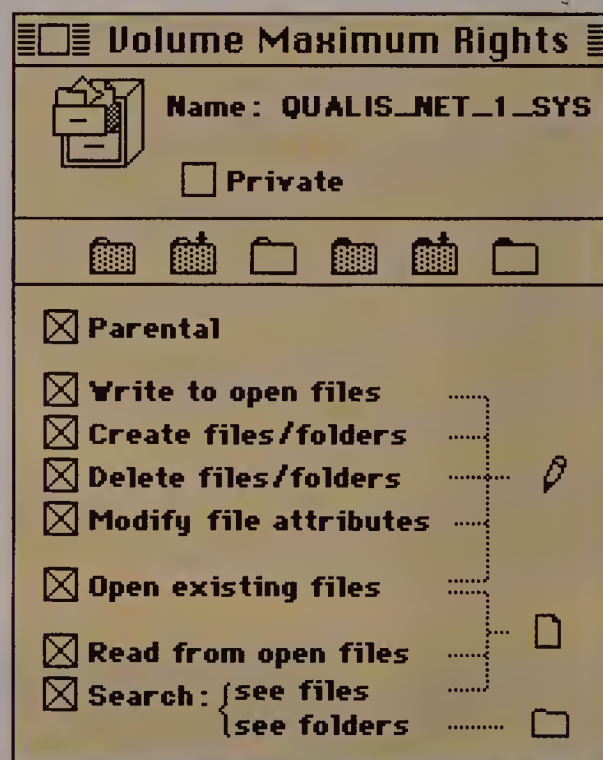 Volume Maximum Rights
Name: QUALIS_NET_1_SYS
Private
Parental
Write to open files
Create files/folders
Delete files/folders
Modify file attributes
Open existing files
Read from open files
Search: see files
see folders